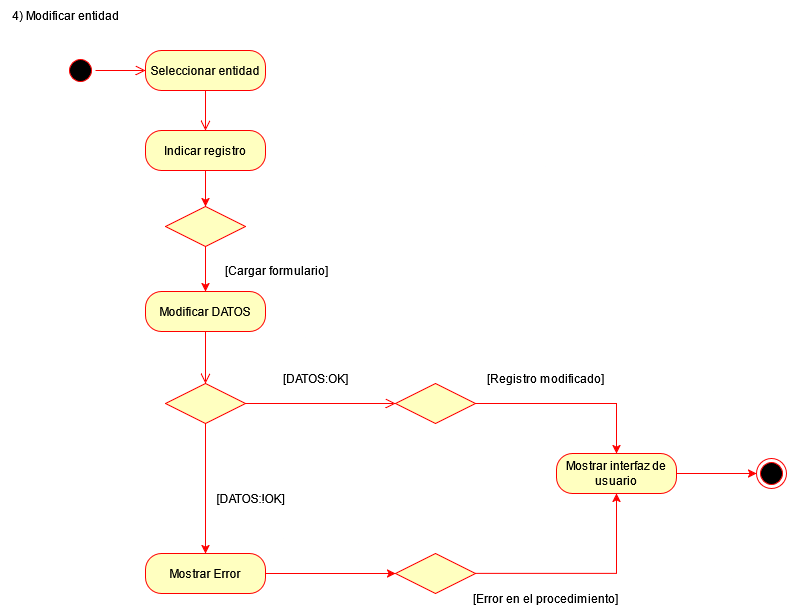 4) Modificar entidad
Seleccionar entidad
Indicar registro
[Cargar formulario]
Modificar DATOS
[DATOS:OK]
[Registro modificado]
Mostrar interfaz de
usuario
[DATOS:!OK]
Mostrar Error
[Error en el procedimiento]